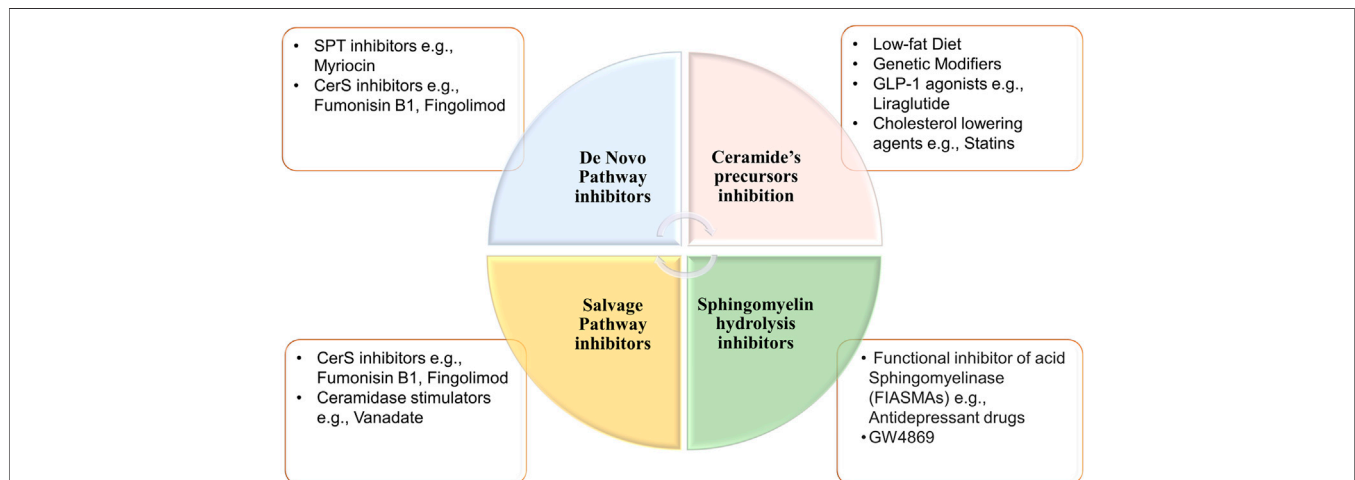 • SPT inhibitors e.g.,
Myriocin
• CerS inhibitors e.g.,
Fumonisin B1, Fingolimod
De Novo
Pathway
inhibitors
• Low-fat Diet
• Genetic Modifiers
• GLP-1 agonists e.g.,
Liraglutide
• Cholesterol lowering
agents e.g., Statins
Ceramide’s
precursors
inhibition
• CerS inhibitors e.g.,
Fumonisin B1, Fingolimod
• Ceramidase stimulators
e.g., Vanadate
Salvage
Pathway
inhibitors
Sphingomyelin
hydrolysis
inhibitors
• Functional inhibitor of acid
Sphingomyelinase
(FIASMAs) e.g.,
Antidepressant drugs
• GW4869